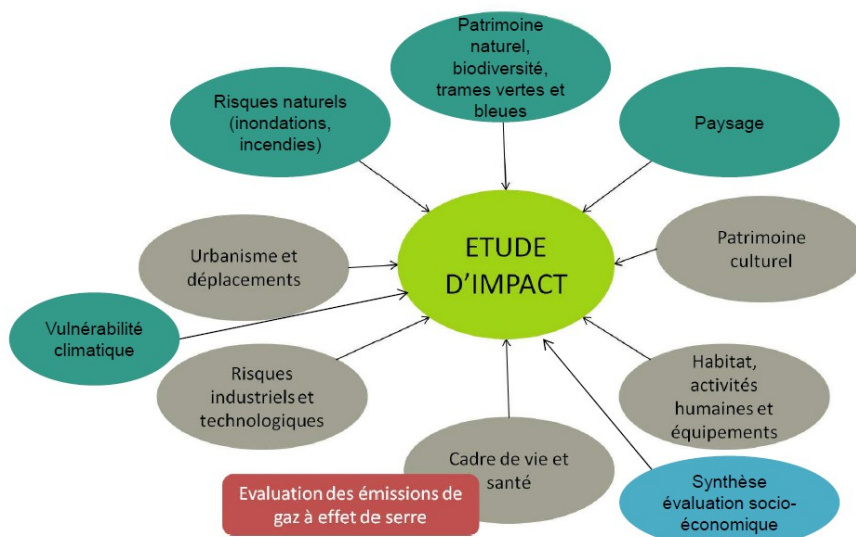 Patrimoine
naturel,
biodiversité,
trames vertes et
bleues
Risques naturels
(inondations,
incendies)
Paysage
Urbanisme et
déplacements
ETUDE
D’IMPACT
Patrimoine
culturel
Vulnérabilité
climatique
Risques
industriels et
technologiques
Habitat,
activités
humaines et
équipements
Cadre de vie et
santé
Evaluation des émissions de
gaz à effet de serre
Synthèse
évaluation socio-
économique